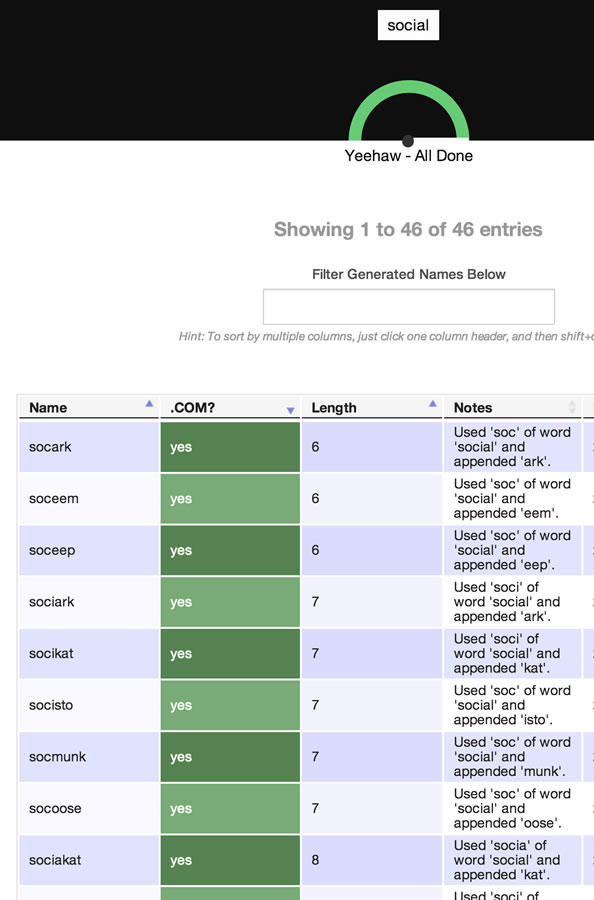 social
Yeehaw - All Done
Showing 1 to 46 of 46 entries
Filter Generated Names Below
Hint: To sort by multiple columns, just click one column header, and then shift+c
Name .COM? Length Notes
socark yes 6 Used 'soc' of word
'social' and
appended 'ark'.
soceem yes 6 Used 'soc' of word
'social' and
appended 'eem'.
soceep yes 6 Used 'soc' of word
'social' and
appended 'eep'.
sociark yes 7 Used 'soci' of
word 'social' and
appended 'ark'.
socikat yes 7 Used 'soci' of
word 'social' and
appended 'kat'.
socisto yes 7 Used 'soc' of word
'social' and
appended 'isto'.
socmunk yes 7 Used 'soc' of word
'social' and
appended 'munk'.
socoose yes 7 Used 'soc' of word
'social' and
appended 'oose'.
sociakat yes 8 Used 'socia' of
word 'social' and
appended 'kat'.
Used 'soci' of